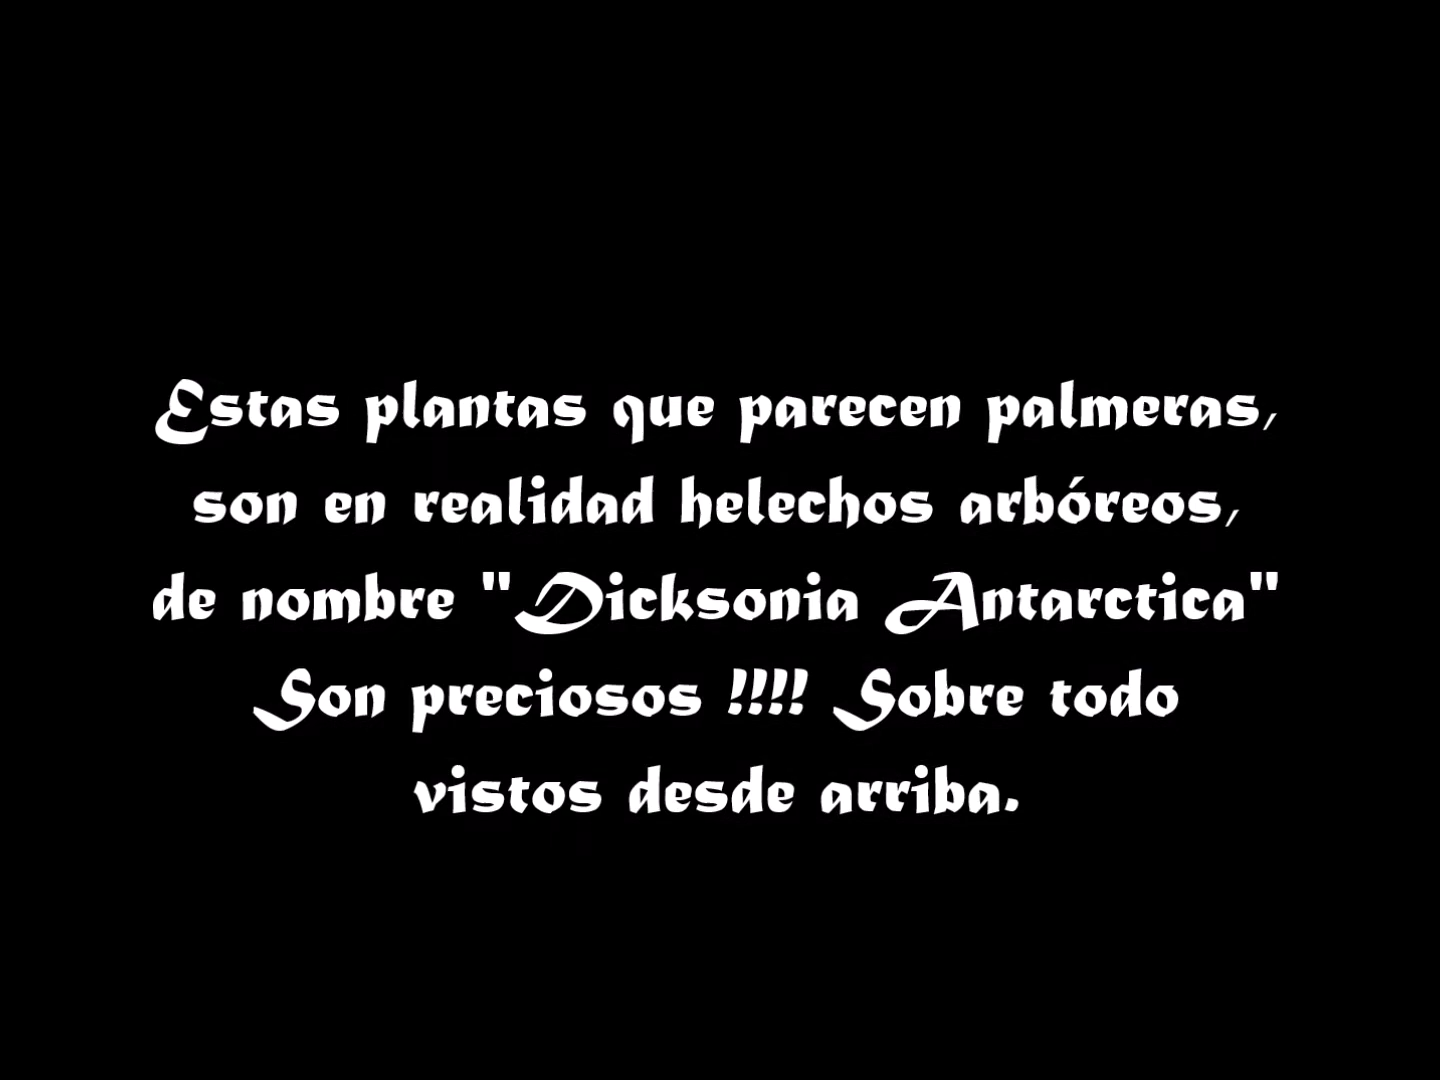 Estas plantas que parecen palmeras,
son en realidad helechos arbóreos,
de nombre "Dicksonia Antarctica"
Son preciosos !!!! Sobre todo
vistos desde arriba.